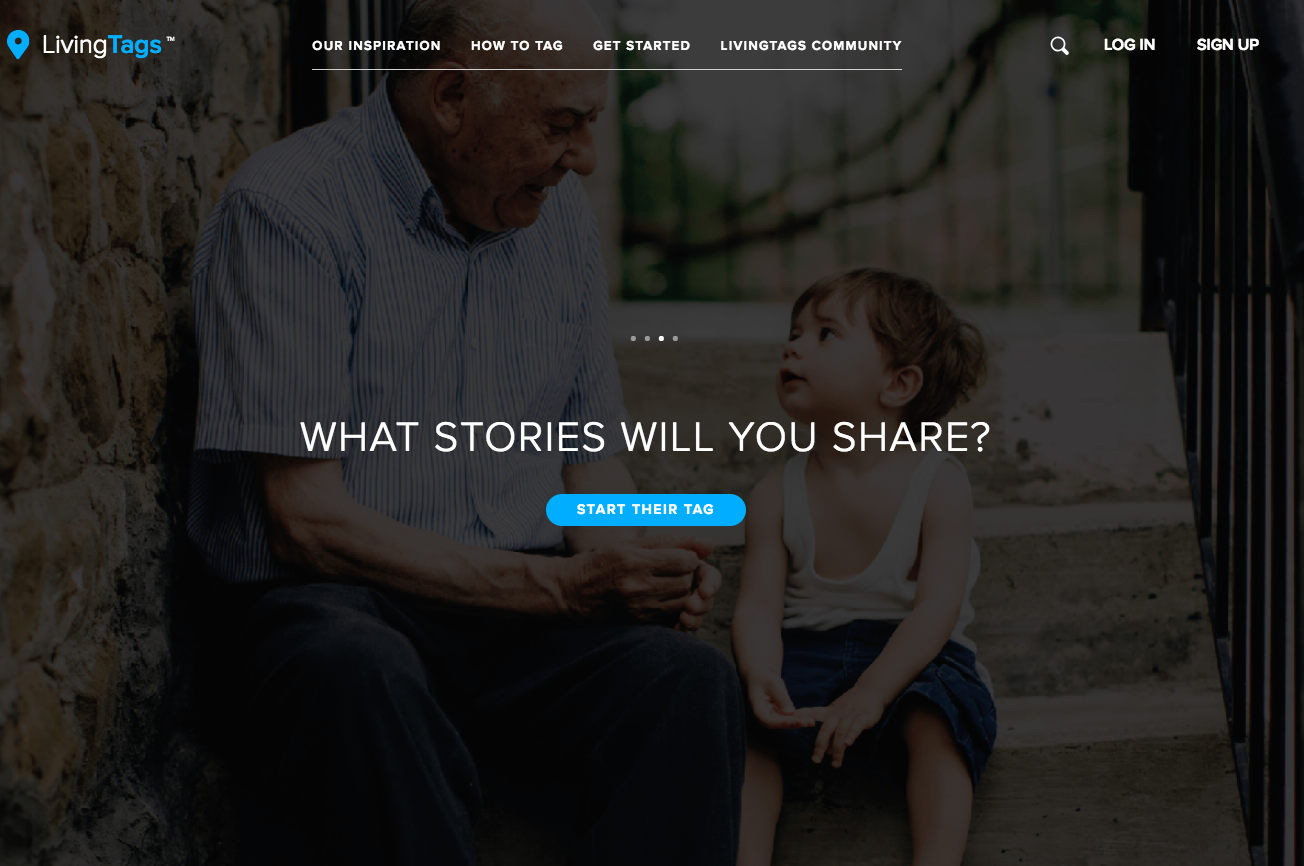 LivingTags™
OUR INSPIRATION HOW TO TAG GET STARTED LIVINGTAGS COMMUNITY
LOG IN SIGN UP
WHAT STORIES WILL YOU SHARE?
START THEIR TAG